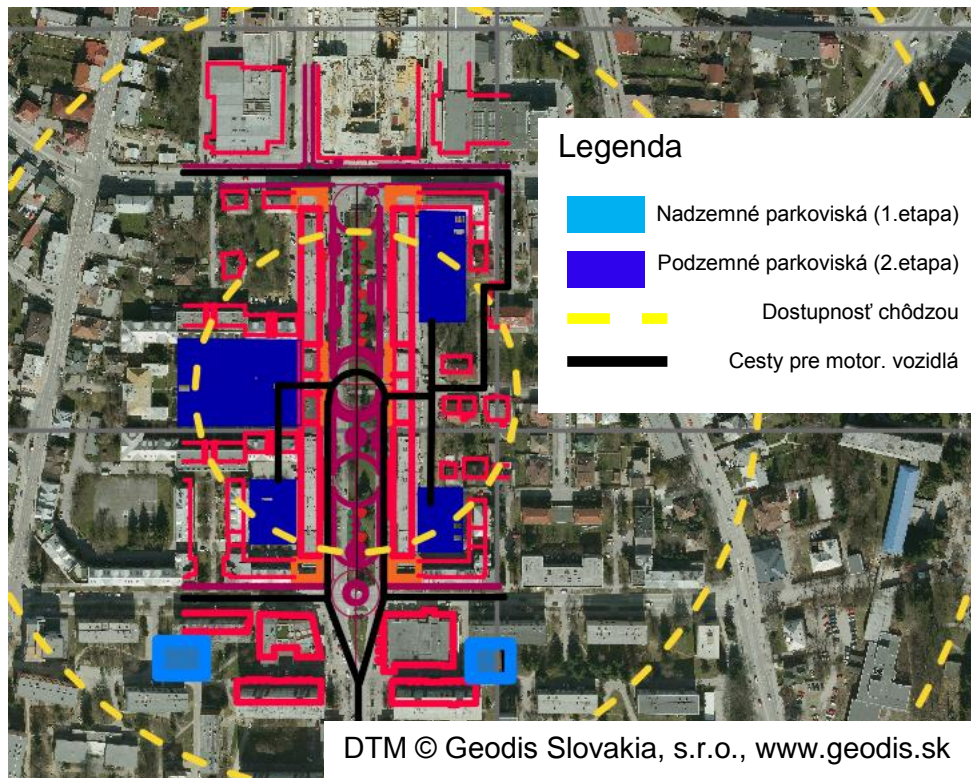 Legenda
Nadzemné parkoviská (1.etapa)
Podzemné parkoviská (2.etapa)
Dostupnosť chôdzou
Cesty pre motor. vozidlá
DTM © Geodis Slovakia, s.r.o., www.geodis.sk